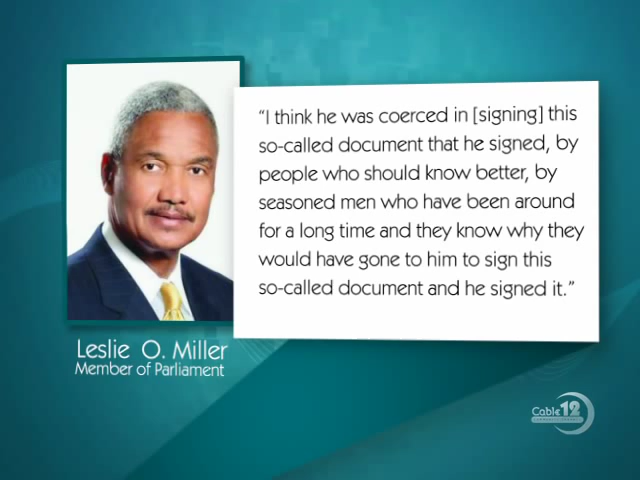 “I think he was coerced in [signing] this
so-called document that he signed, by
people who should know better, by
seasoned men who have been around
for a long time and they know why they
would have gone to him to sign this
so-called document and he signed it.”
Leslie O. Miller
Member of Parliament
Cable 12